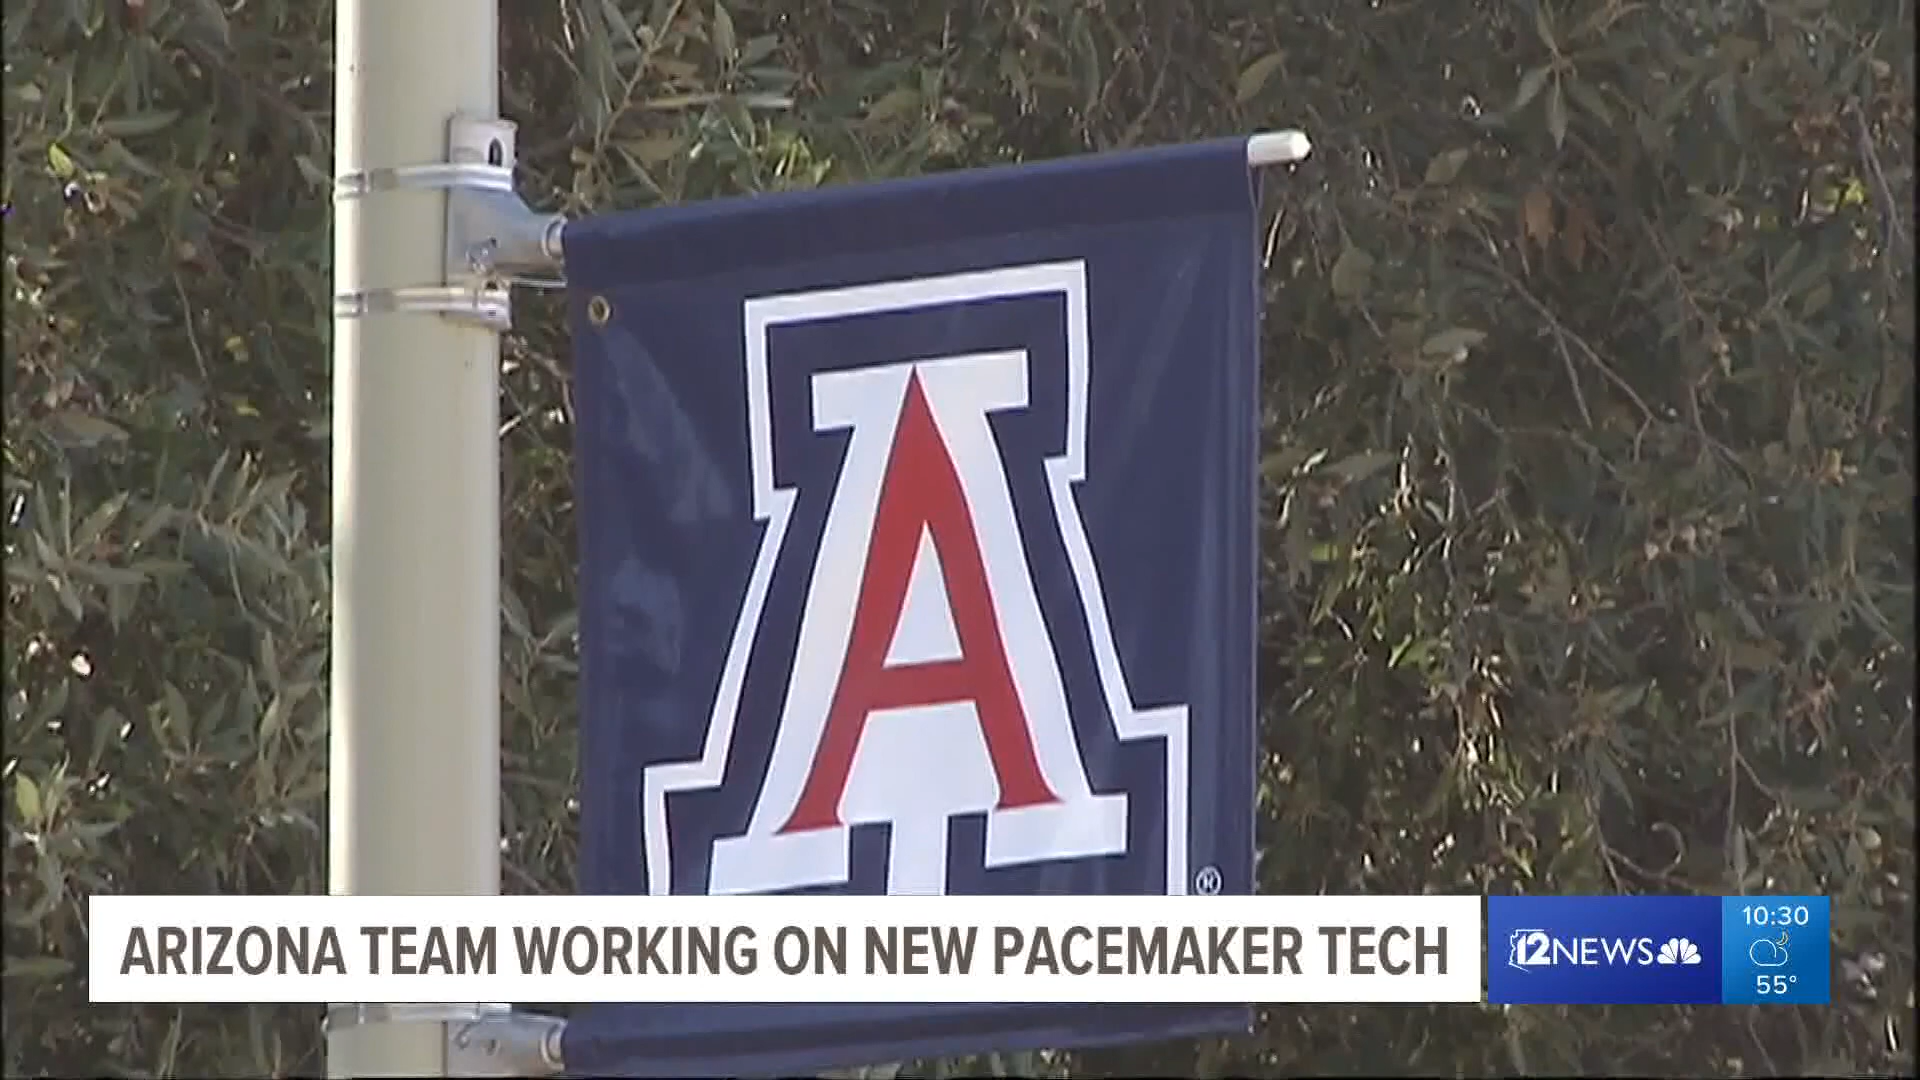 A
®
ARIZONA TEAM WORKING ON NEW PACEMAKER TECH
12NEWS
10:30
55°